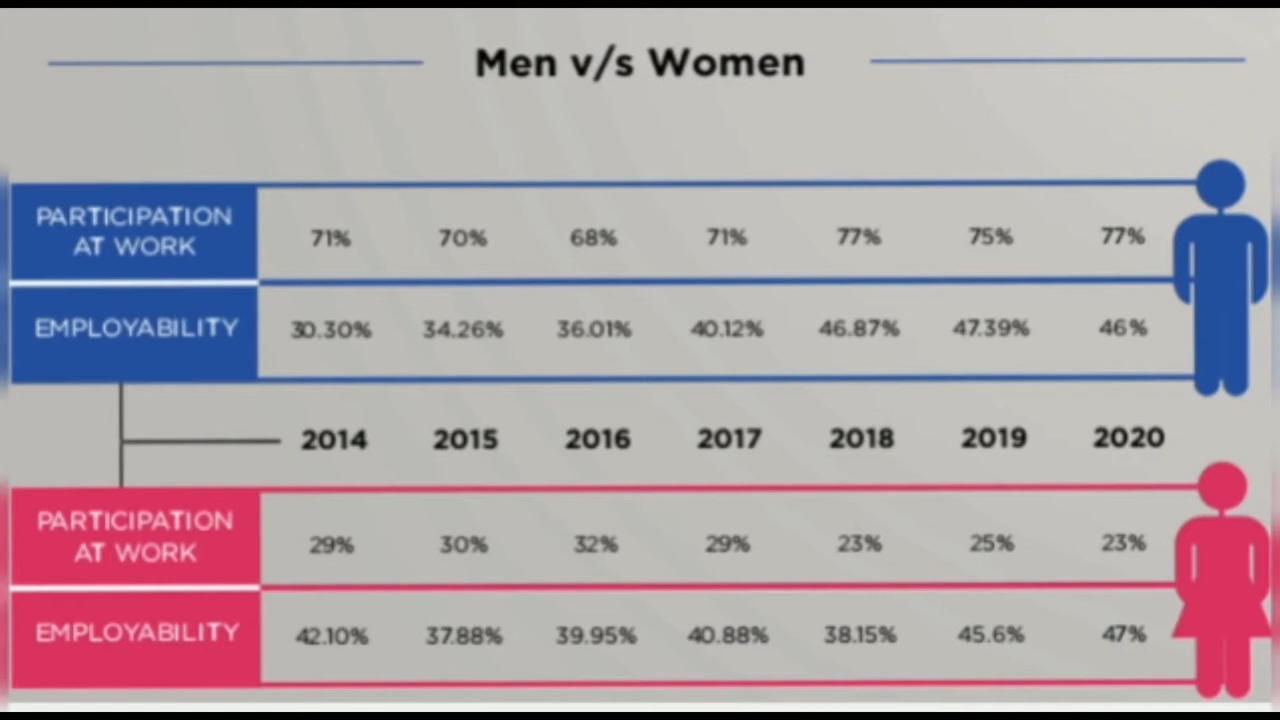 Men v/s Women
PARTICIPATION
AT WORK
71% 70% 68% 71% 77% 75% 77%
EMPLOYABILITY 30.30% 34.26% 36.01% 40.12% 46.87% 47.39% 46%
2014 2015 2016 2017 2018 2019 2020
PARTICIPATION
AT WORK
29% 30% 32% 29% 23% 25% 23%
EMPLOYABILITY 42.10% 37.88% 39.95% 40.88% 38.15% 45.6% 47%